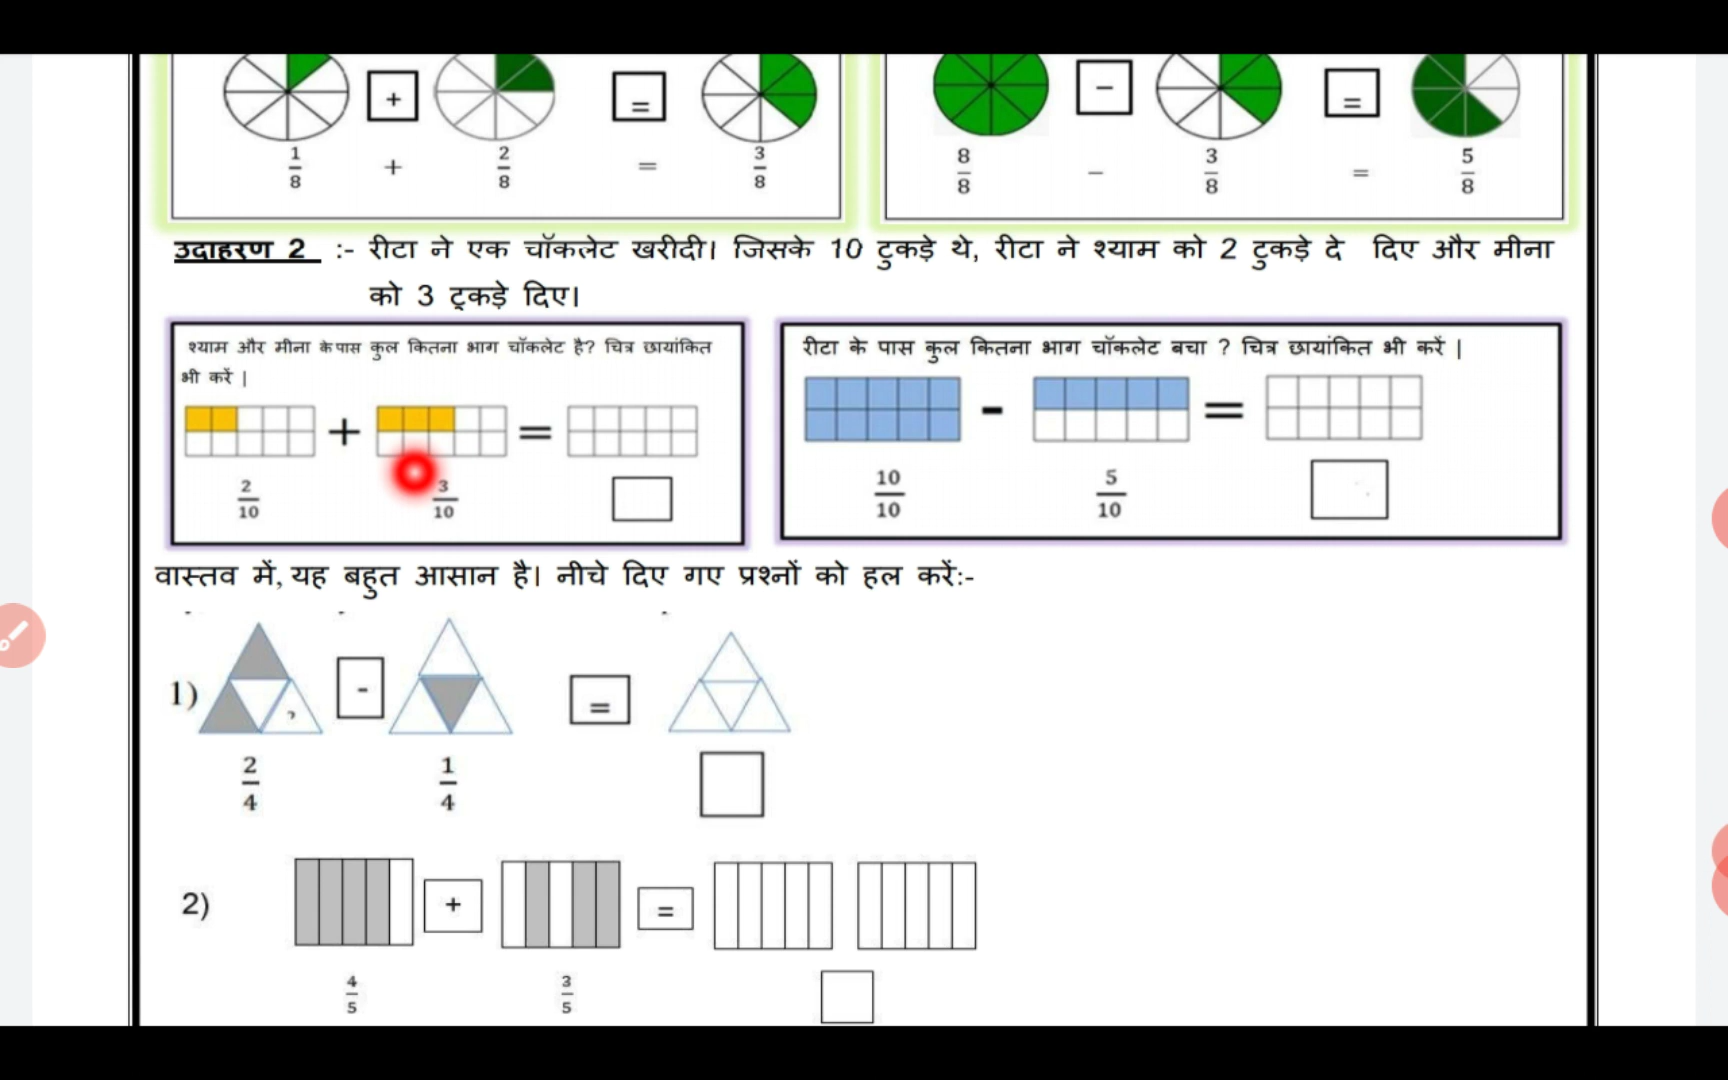 + = - =
1/8 + 2/8 = 3/8
8/8 - 3/8 = 5/8
उदाहरण 2 :- रीटा ने एक चॉकलेट खरीदी। जिसके 10 टुकड़े थे, रीटा ने श्याम को 2 टुकड़े दे दिए और मीना
को 3 टुकड़े दिए।
श्याम और मीना के पास कुल कितना भाग चॉकलेट है? चित्र छायांकित
भी करें |
+ =
2/10 3/10
रीटा के पास कुल कितना भाग चॉकलेट बचा ? चित्र छायांकित भी करें |
- =
10/10 5/10
वास्तव में, यह बहुत आसान है। नीचे दिए गए प्रश्नों को हल करें:-
1) - =
2/4 1/4
2) + =
4/5 3/5